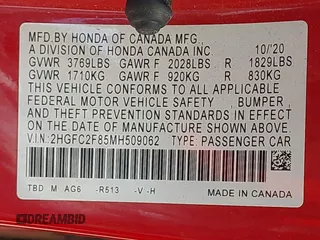 MFD.BY HONDA OF CANADA MFG.,
A DIVISION OF HONDA CANADA INC. 10/'20
GVWR 3769LBS GAWR F 2028LBS R 1829LBS
GVWR 1710KG GAWR F 920KG R 830KG
THIS VEHICLE CONFORMS TO ALL APPLICABLE
FEDERAL MOTOR VEHICLE SAFETY , BUMPER ,
AND THEFT PREVENTION STANDARDS IN EFFECT
ON THE DATE OF MANUFACTURE SHOWN ABOVE.
V.I.N. :2HGFC2F85MH509062 TYPE: PASSENGER CAR
TBD M AG6 -R513 -V -H MADE IN CANADA
DREAMBID